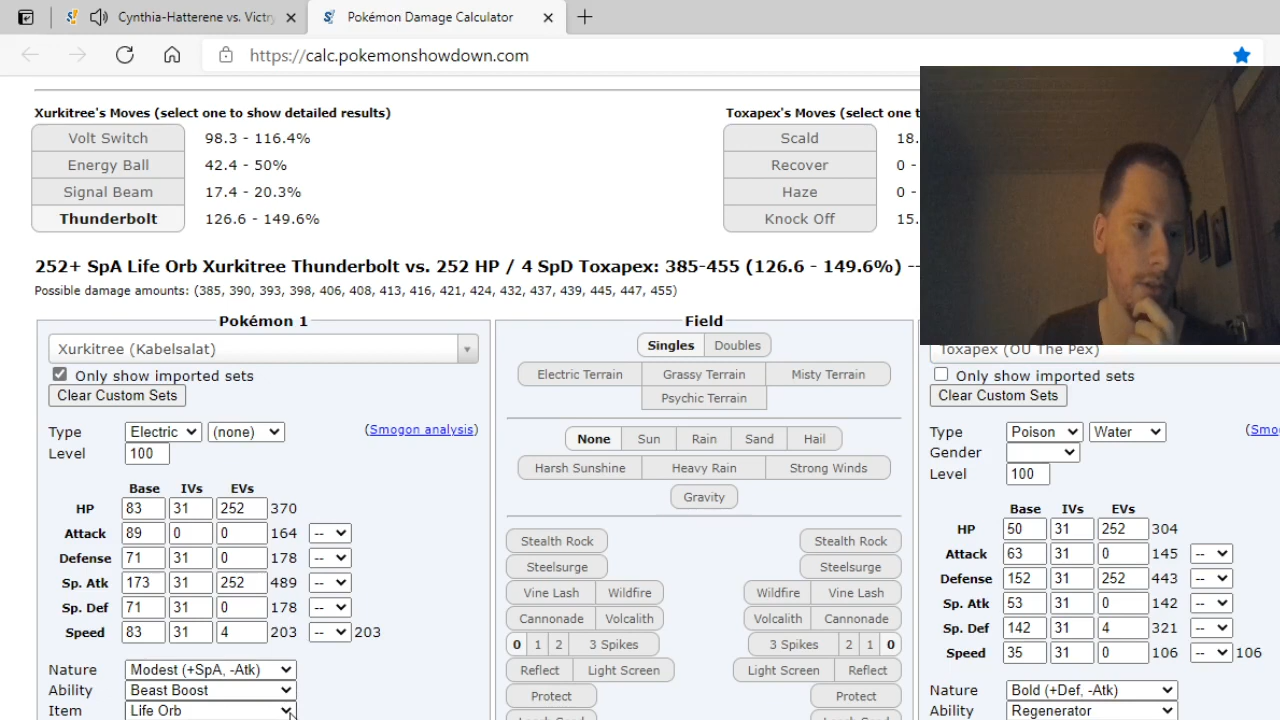 Cynthia-Hatterene vs. Victry
Pokémon Damage Calculator
https://calc.pokemonshowdown.com
Xurkitree's Moves (select one to show detailed results)
Volt Switch 98.3 - 116.4%
Energy Ball 42.4 - 50%
Signal Beam 17.4 - 20.3%
Thunderbolt 126.6 - 149.6%
Toxapex's Moves (select one t
Scald 18.
Recover 0 -
Haze 0 -
Knock Off 15.
252+ SpA Life Orb Xurkitree Thunderbolt vs. 252 HP / 4 SpD Toxapex: 385-455 (126.6 - 149.6%) --
Possible damage amounts: (385, 390, 393, 398, 406, 408, 413, 416, 421, 424, 432, 437, 439, 445, 447, 455)
Pokémon 1
Xurkitree (Kabelsalat)
Only show imported sets
Clear Custom Sets
Type Electric (none) (Smogon analysis)
Level 100
Base IVs EVs
HP 83 31 252 370
Attack 89 0 0 164 --
Defense 71 31 0 178 --
Sp. Atk 173 31 252 489 --
Sp. Def 71 31 0 178 --
Speed 83 31 4 203 -- 203
Nature Modest (+SpA, -Atk)
Ability Beast Boost
Item Life Orb
Field
Singles Doubles
Electric Terrain Grassy Terrain Misty Terrain
Psychic Terrain
None Sun Rain Sand Hail
Harsh Sunshine Heavy Rain Strong Winds
Gravity
Stealth Rock Stealth Rock
Steelsurge Steelsurge
Vine Lash Wildfire Wildfire Vine Lash
Cannonade Volcalith Volcalith Cannonade
0 1 2 3 Spikes 3 Spikes 2 1 0
Reflect Light Screen Light Screen Reflect
Protect Protect
Toxapex (OU The Pex)
Only show imported sets
Clear Custom Sets
Type Poison Water (Smo
Gender
Level 100
Base IVs EVs
HP 50 31 252 304
Attack 63 31 0 145 --
Defense 152 31 252 443 --
Sp. Atk 53 31 0 142 --
Sp. Def 142 31 4 321 --
Speed 35 31 0 106 -- 106
Nature Bold (+Def, -Atk)
Ability Regenerator